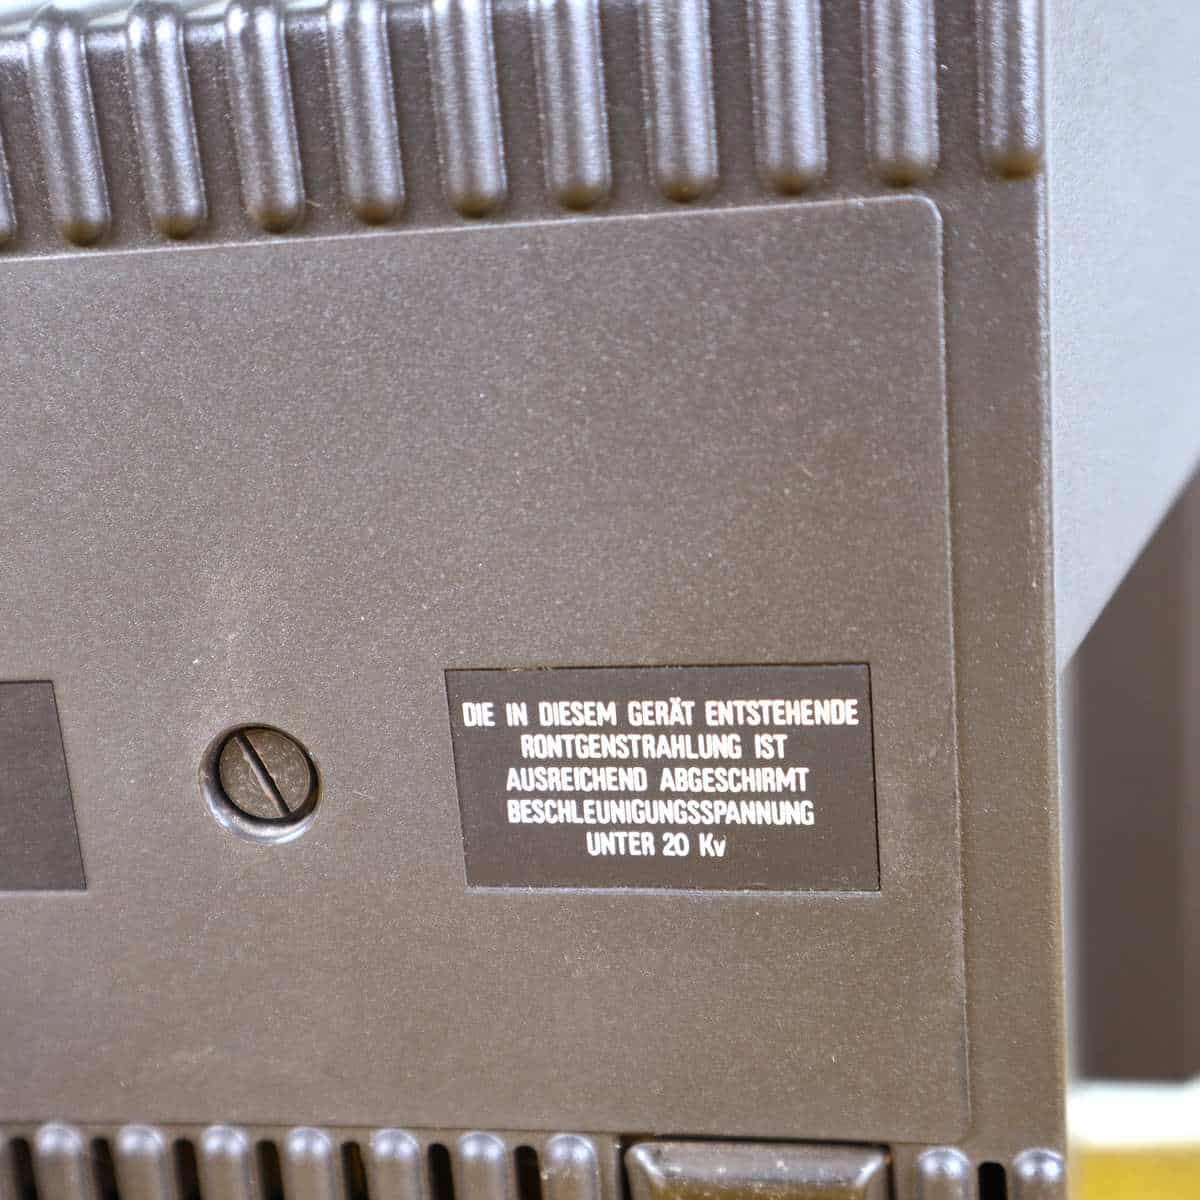 DIE IN DIESEM GERÄT ENTSTEHENDE
RONTGENSTRAHLUNG IST
AUSREICHEND ABGESCHIRMT
BESCHLEUNIGUNGSSPANNUNG
UNTER 20 Kv